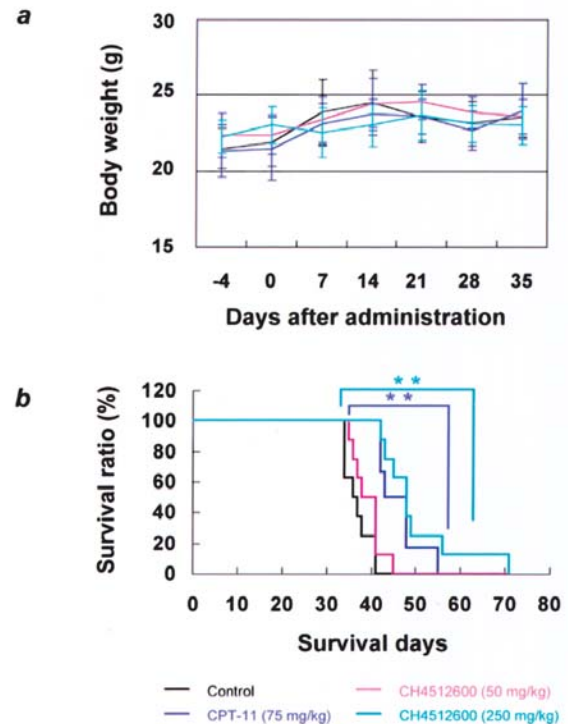 a
Body weight (g)
30
25
20
15
-4 0 7 14 21 28 35
Days after administration
b
Survival ratio (%)
120
100
80
60
40
20
0
* *
* *
0 10 20 30 40 50 60 70 80
Survival days
Control
CH4512600 (50 mg/kg)
CPT-11 (75 mg/kg)
CH4512600 (250 mg/kg)